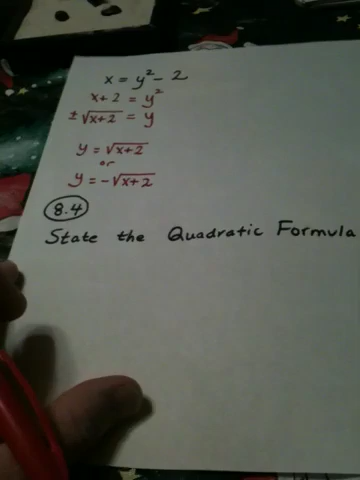 x = y² - 2
x + 2 = y²
± √x+2 = y
y = √x+2
or
y = -√x+2
8.4
State the Quadratic Formula